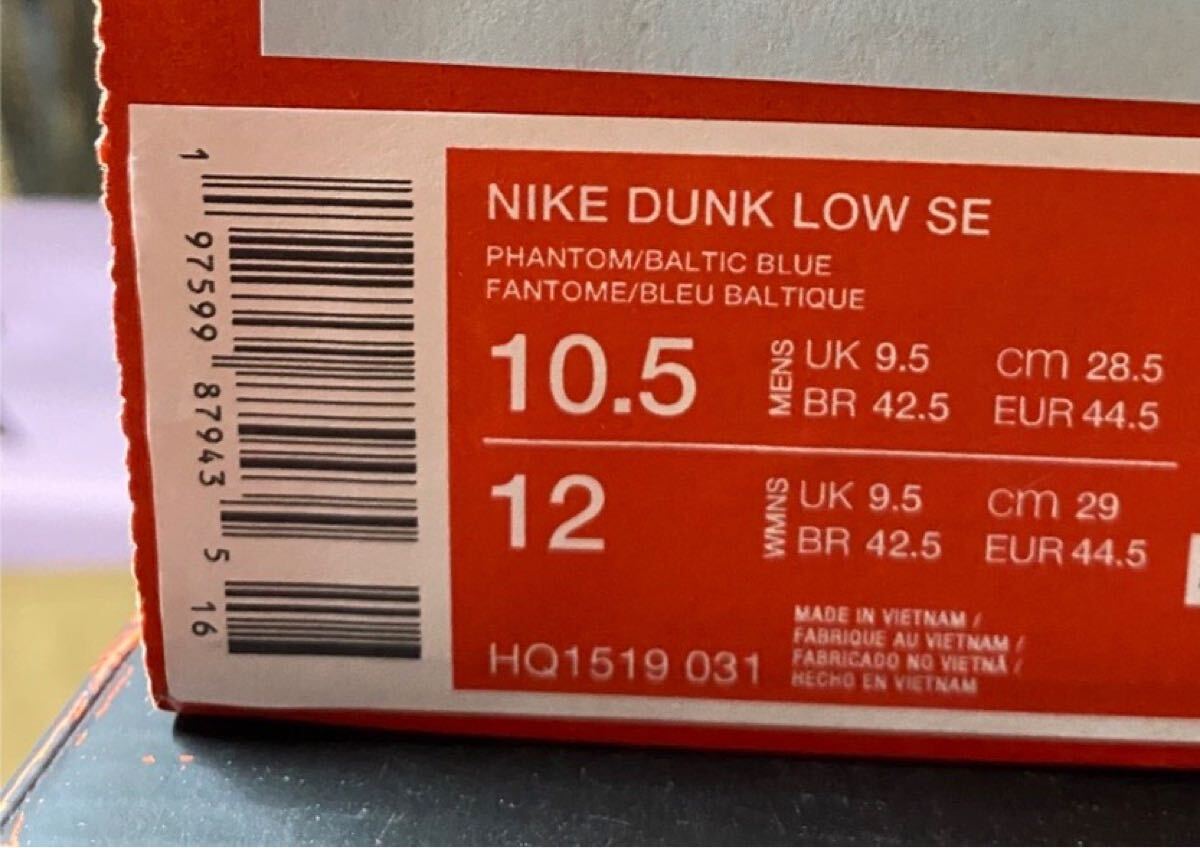 1 97599 87943 5 16
NIKE DUNK LOW SE
PHANTOM/BALTIC BLUE
FANTOME/BLEU BALTIQUE
10.5 MENS UK 9.5 cm 28.5
BR 42.5 EUR 44.5
12 WMNS UK 9.5 cm 29
BR 42.5 EUR 44.5
HQ1519 031
MADE IN VIETNAM /
FABRIQUE AU VIETNAM /
FABRICADO NO VIETNÃ /
HECHO EN VIETNAM